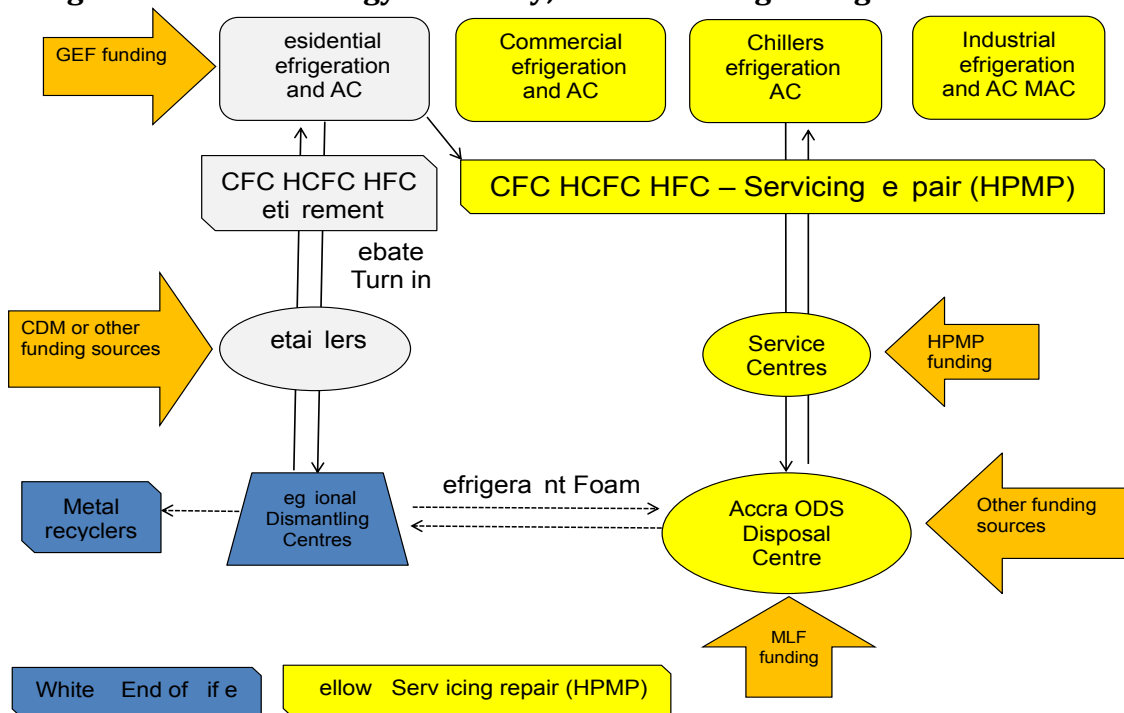 GEF funding
esidential
efrigeration
and AC
Commercial
efrigeration
and AC
Chillers
efrigeration
AC
Industrial
efrigeration
and AC MAC
CFC HCFC HFC
eti rement
CFC HCFC HFC – Servicing e pair (HPMP)
ebate
Turn in
CDM or other
funding sources
etai lers
Service
Centres
HPMP
funding
Metal
recyclers
eg ional
Dismantling
Centres
efrigera nt Foam
Accra ODS
Disposal
Centre
Other funding
sources
MLF
funding
White End of if e
ellow Serv icing repair (HPMP)